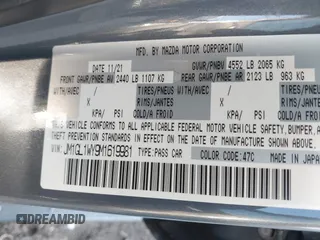 MFD. BY MAZDA MOTOR CORPORATION
DATE 11/21 GVWR/PNBV 4552 LB 2065 KG
FRONT GAWR/PNBE AV 2440 LB 1107 KG REAR GAWR/PNBE AR 2123 LB 963 KG
WITH/AVEC / TIRES/PNEUS WITH/AVEC / TIRES/PNEUS
X RIMS/JANTES X RIMS/JANTES
KPA/ PSI / COLD/A FROID KPA/ PSI / COLD/A FROID
THIS VEHICLE CONFORMS TO ALL APPLICABLE FEDERAL MOTOR VEHICLE
SAFETY STANDARD, BUMPER, AND
THEFT PREVENTION STANDARDS IN EFFECT ON THE DATE OF MANUFACTURE SHOWN ABOVE.
VIN: JM1GL1WY9M1619981 PASS CAR COLOR CODE: 47C MADE IN JAPAN
DREAMBID